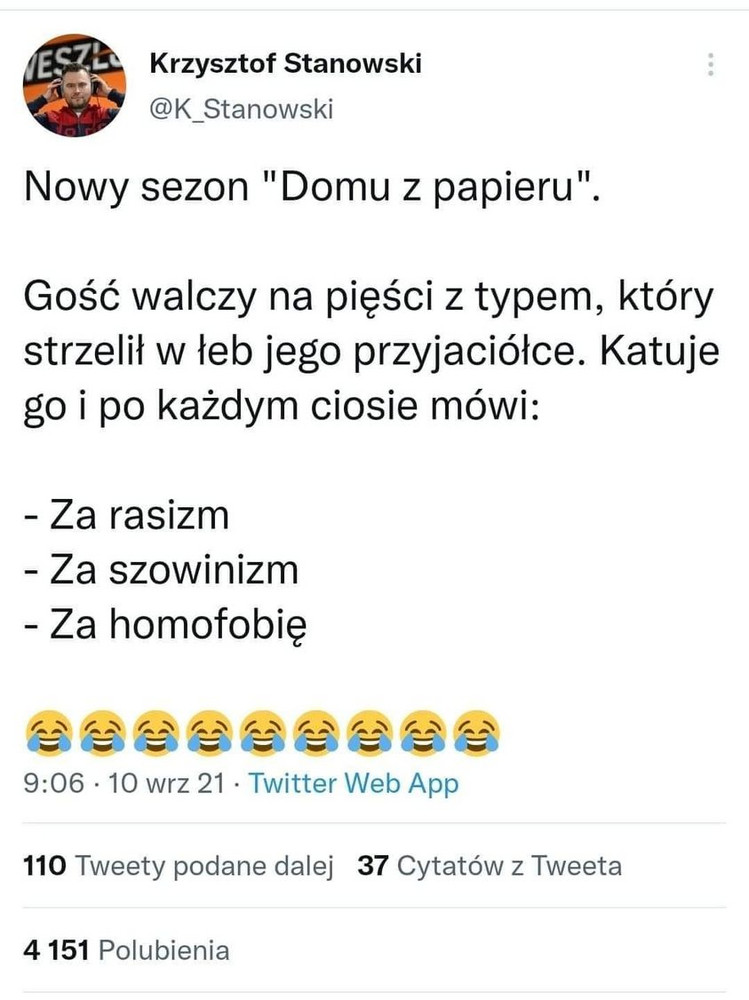 WESZŁO
Krzysztof Stanowski
@K_Stanowski
Nowy sezon "Domu z papieru".
Gość walczy na pięści z typem, który
strzelił w łeb jego przyjaciółce. Katuje
go i po każdym ciosie mówi:
- Za rasizm
- Za szowinizm
- Za homofobię
😂😂😂😂😂😂😂😂😂
9:06 · 10 wrz 21 · Twitter Web App
110 Tweety podane dalej 37 Cytatów z Tweeta
4 151 Polubienia